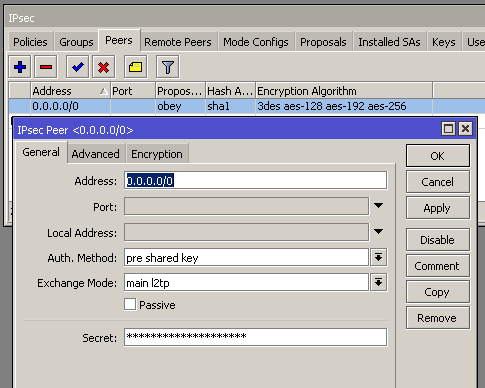 IPsec
Policies Groups Peers Remote Peers Mode Configs Proposals Installed SAs Keys Use
Address Port Propos... Hash A... Encryption Algorithm
0.0.0.0/0 obey sha1 3des aes-128 aes-192 aes-256
IPsec Peer <0.0.0.0/0>
General Advanced Encryption
OK
Address: 0.0.0.0/0
Cancel
Port:
Apply
Local Address:
Disable
Auth. Method: pre shared key
Comment
Exchange Mode: main l2tp
Copy
Passive
Remove
Secret: ********************